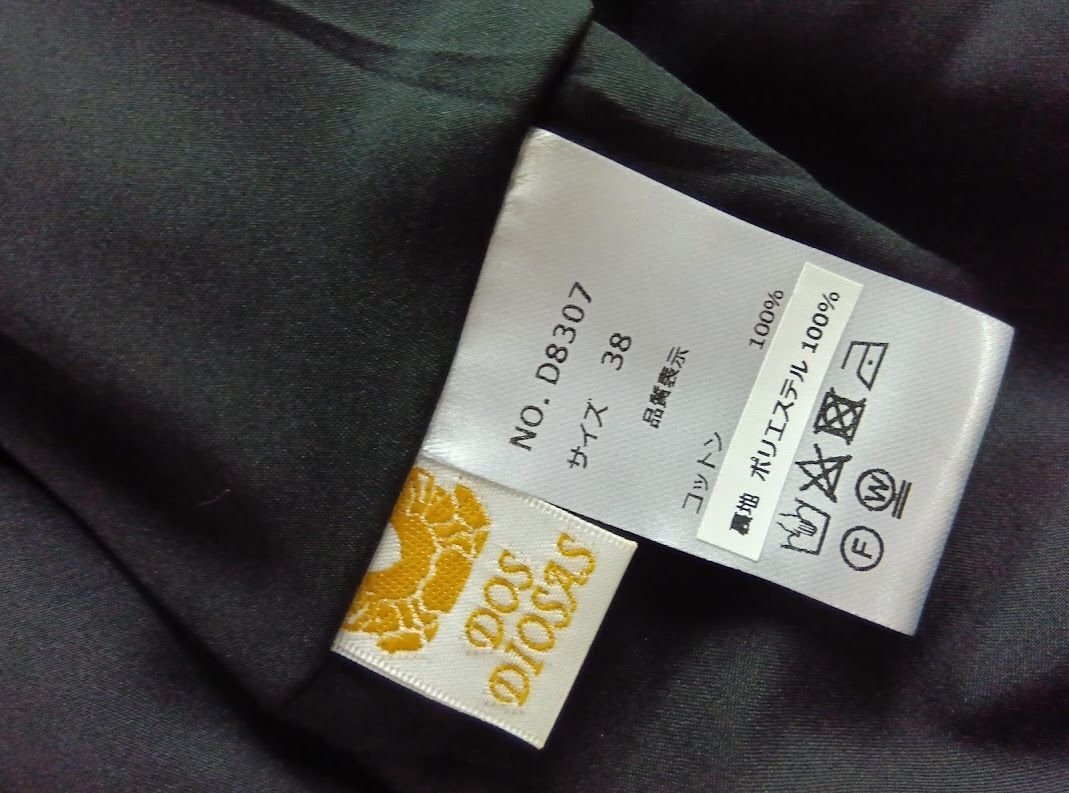 NO. D8307
サイズ 38
品質表示
コットン 100%
裏地 ポリエステル 100%
F W
DOS
DIOSAS